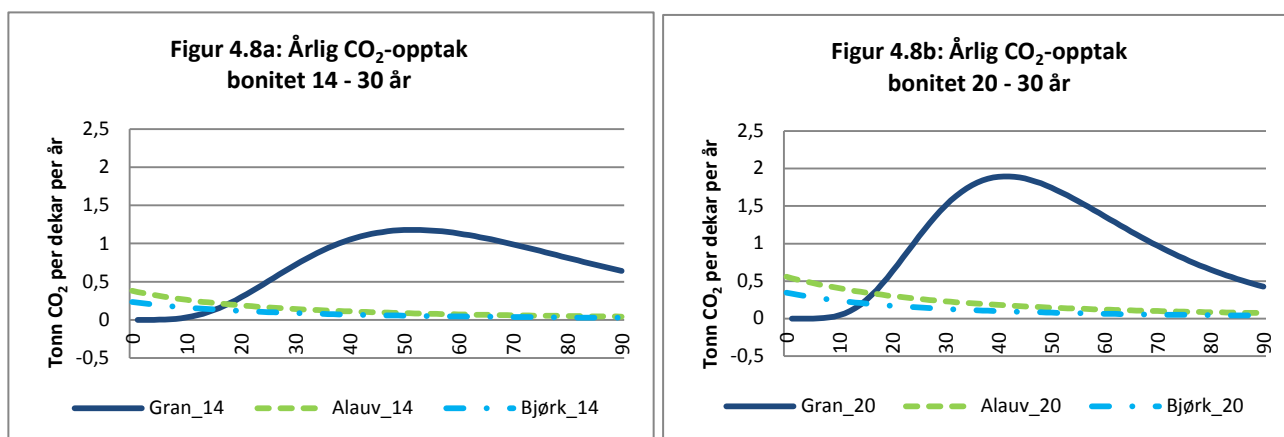 Figur 4.8a: Årlig CO₂-opptak
bonitet 14 - 30 år
Tonn CO₂ per dekar per år
2,5
2
1,5
1
0,5
0
-0,5
0 10 20 30 40 50 60 70 80 90
Gran_14 Alauv_14 Bjørk_14
Figur 4.8b: Årlig CO₂-opptak
bonitet 20 - 30 år
Tonn CO₂ per dekar per år
2,5
2
1,5
1
0,5
0
-0,5
0 10 20 30 40 50 60 70 80 90
Gran_20 Alauv_20 Bjørk_20